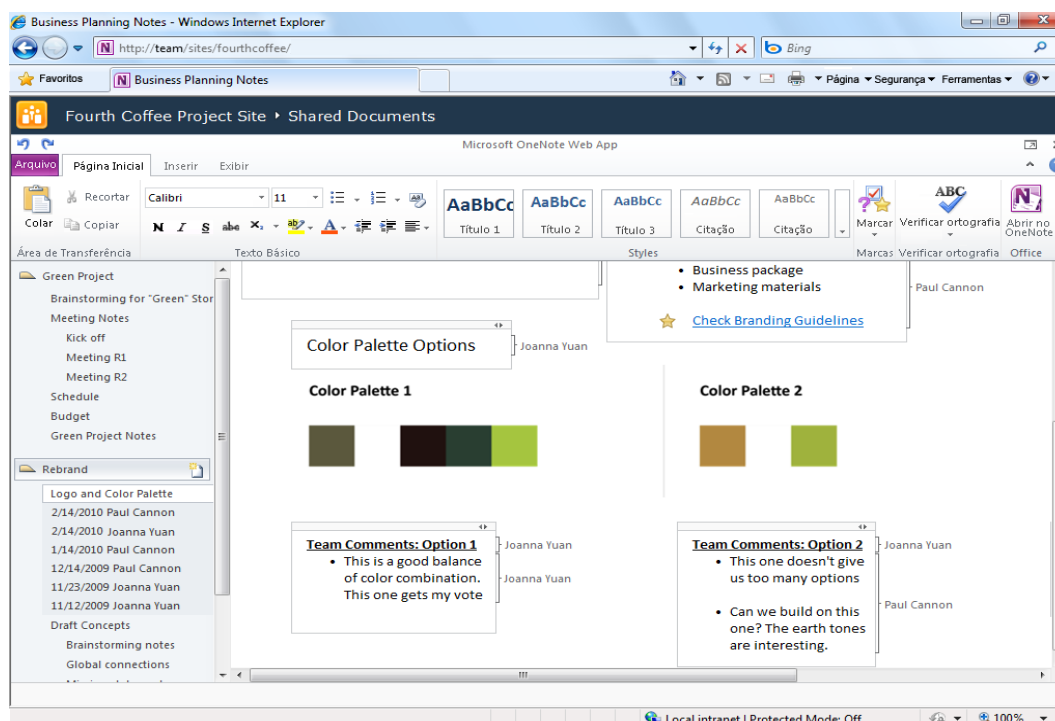 Business Planning Notes - Windows Internet Explorer
http://team/sites/fourthcoffee/
Bing
Favoritos
Business Planning Notes
Página
Segurança
Ferramentas
Fourth Coffee Project Site
Shared Documents
Microsoft OneNote Web App
Arquivo
Página Inicial
Inserir
Exibir
Colar
Recortar
Copiar
Área de Transferência
Calibri
11
N I S abc X₂ ab A
Texto Básico
AaBbCc
Título 1
AaBbCc
Título 2
AaBbCc
Título 3
AaBbCc
Citação
AaBbCc
Citação
Styles
Marcar
Marcas
ABC
Verificar ortografia
Verificar ortografia
Abrir no
OneNote
Office
Green Project
Brainstorming for "Green" Stor
Meeting Notes
Kick off
Meeting R1
Meeting R2
Schedule
Budget
Green Project Notes
Rebrand
Logo and Color Palette
2/14/2010 Paul Cannon
2/14/2010 Joanna Yuan
1/14/2010 Paul Cannon
12/14/2009 Paul Cannon
11/23/2009 Joanna Yuan
11/12/2009 Joanna Yuan
Draft Concepts
Brainstorming notes
Global connections
• Business package
• Marketing materials
Paul Cannon
Check Branding Guidelines
Color Palette Options
Joanna Yuan
Color Palette 1
Color Palette 2
Team Comments: Option 1
Joanna Yuan
• This is a good balance
of color combination.
Joanna Yuan
This one gets my vote
Team Comments: Option 2
Joanna Yuan
• This one doesn't give
us too many options
• Can we build on this
Paul Cannon
one? The earth tones
are interesting.
Local intranet | Protected Mode: Off
100%